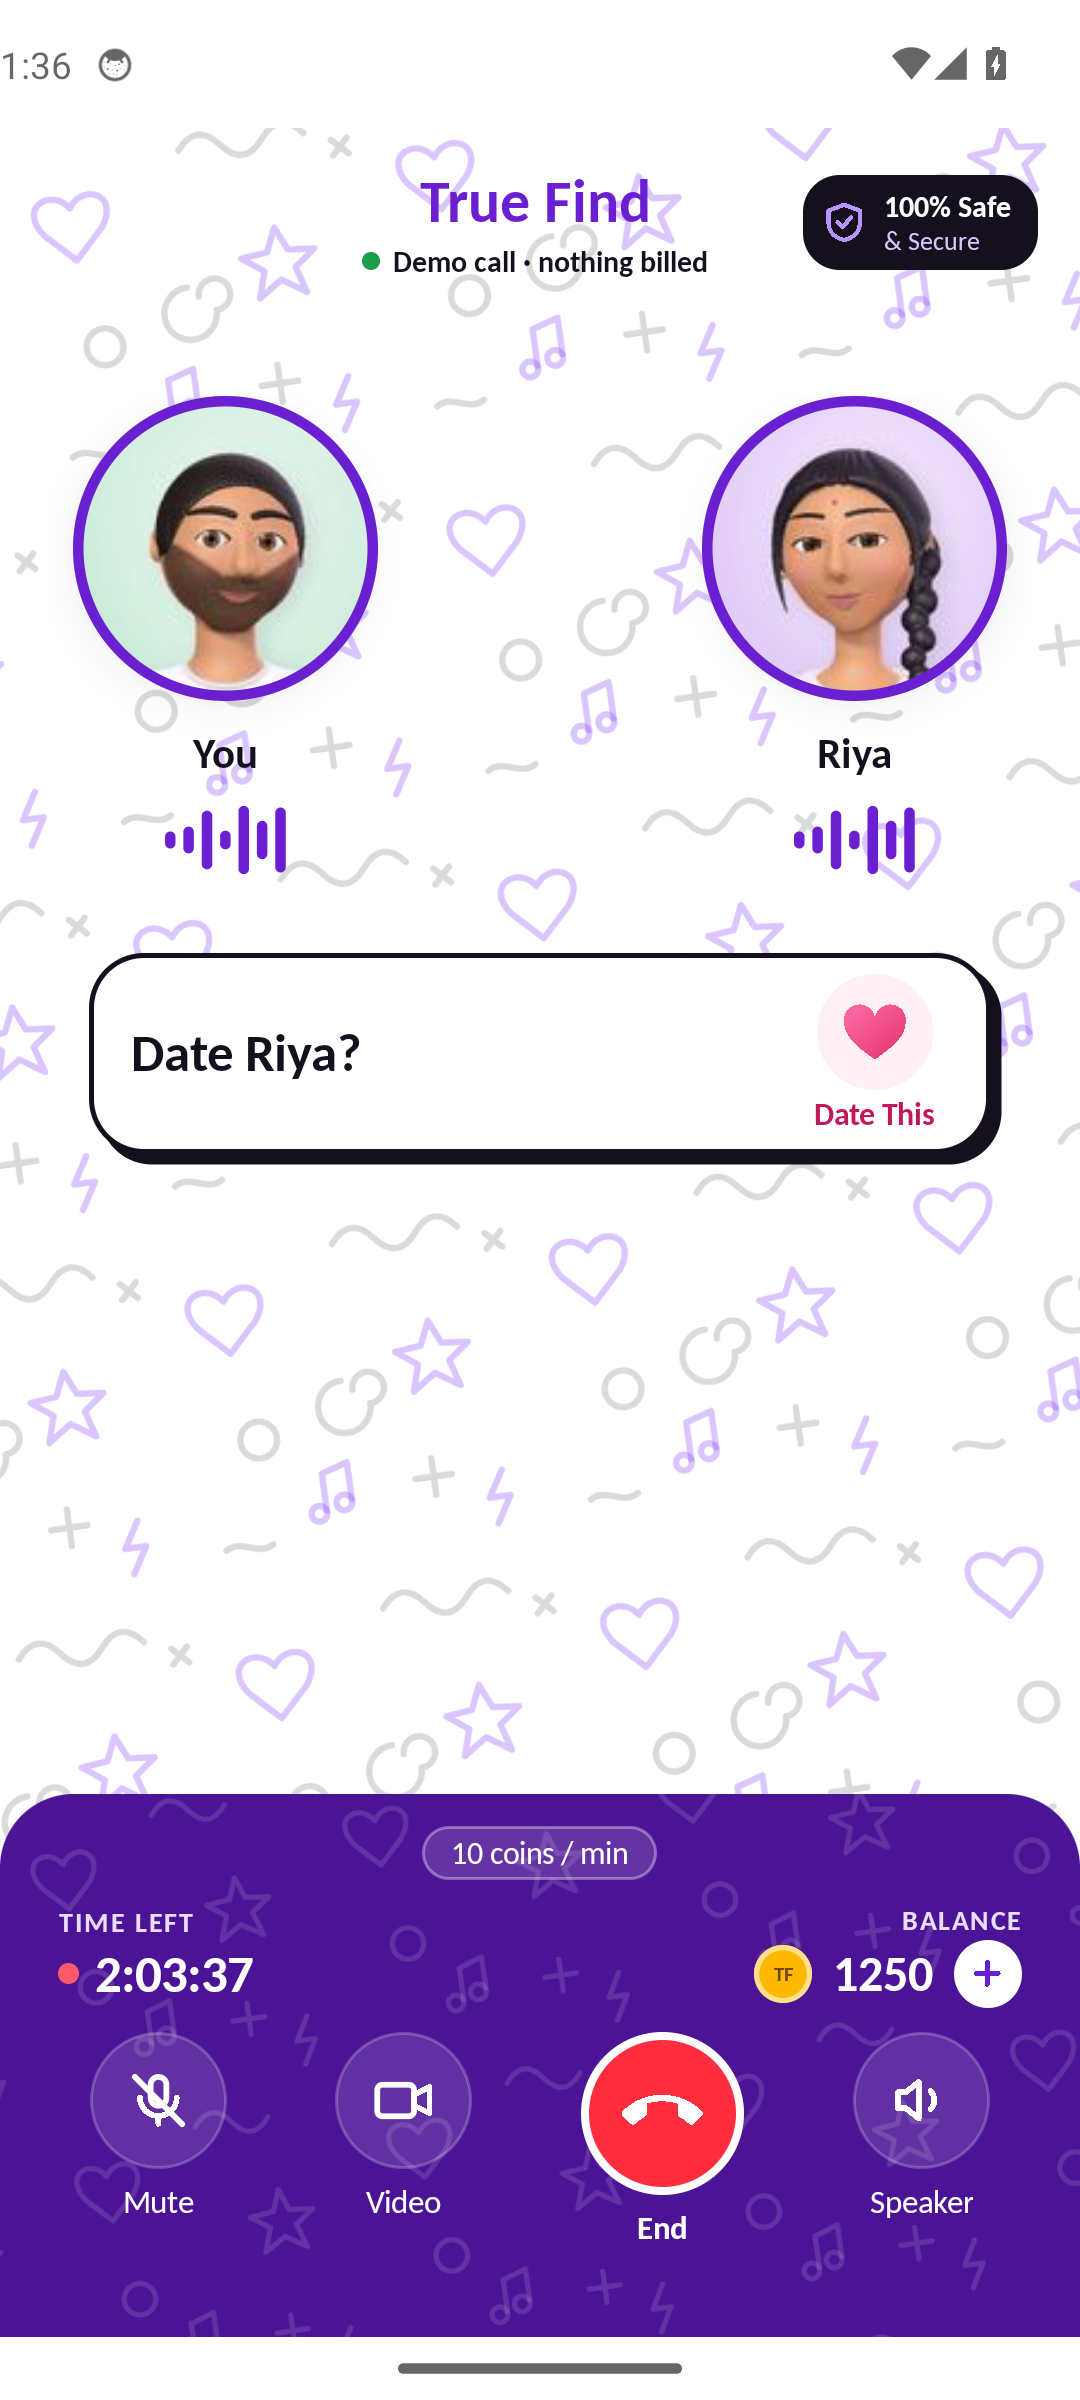 1:36
True Find
Demo call · nothing billed
100% Safe
& Secure
You
Riya
Date Riya?
Date This
10 coins / min
TIME LEFT
2:03:37
BALANCE
TF
1250
Mute
Video
End
Speaker